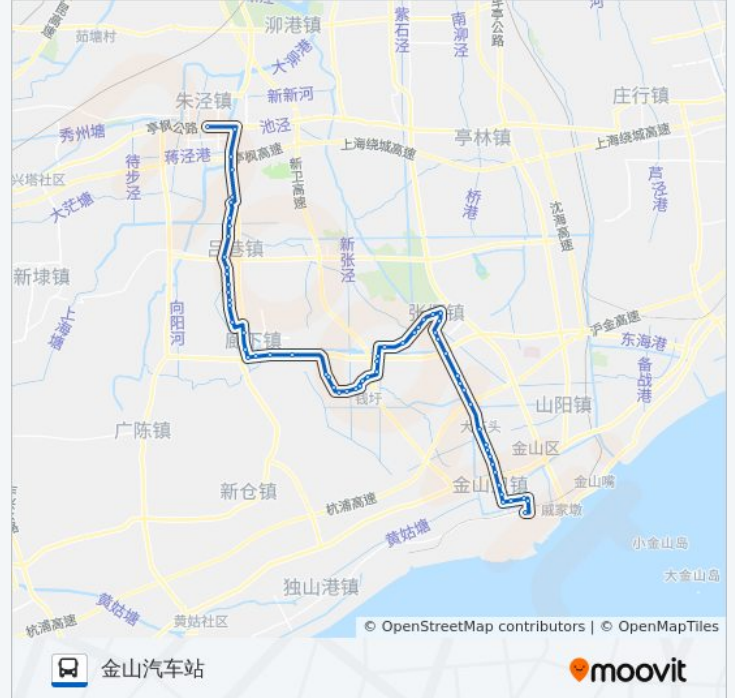 泖港镇
紫石泾
南泖泾
亭公路
河
茹塘村
大泖港
朱泾镇
新新河
庄行镇
秀州塘
亭枫公路
池泾
亭林镇
上海绕城高速
上海绕城高速
待步泾
蒋泾港
亭枫高速
新卫高速
芦泾港
兴塔社区
大茫塘
桥港
沈海高速
吕巷镇
新张泾
新埭镇
上海塘
向阳河
张堰镇
沪金高速
廊下镇
东海港
备战港
钱圩
山阳镇
广陈镇
金山区
金山卫镇
金山嘴
新仓镇
杭浦高速
戚家墩
黄姑塘
小金山岛
大金山岛
独山港镇
黄姑塘
黄姑社区
杭浦高速
© OpenStreetMap contributors | © OpenMapTiles
金山汽车站
moovit